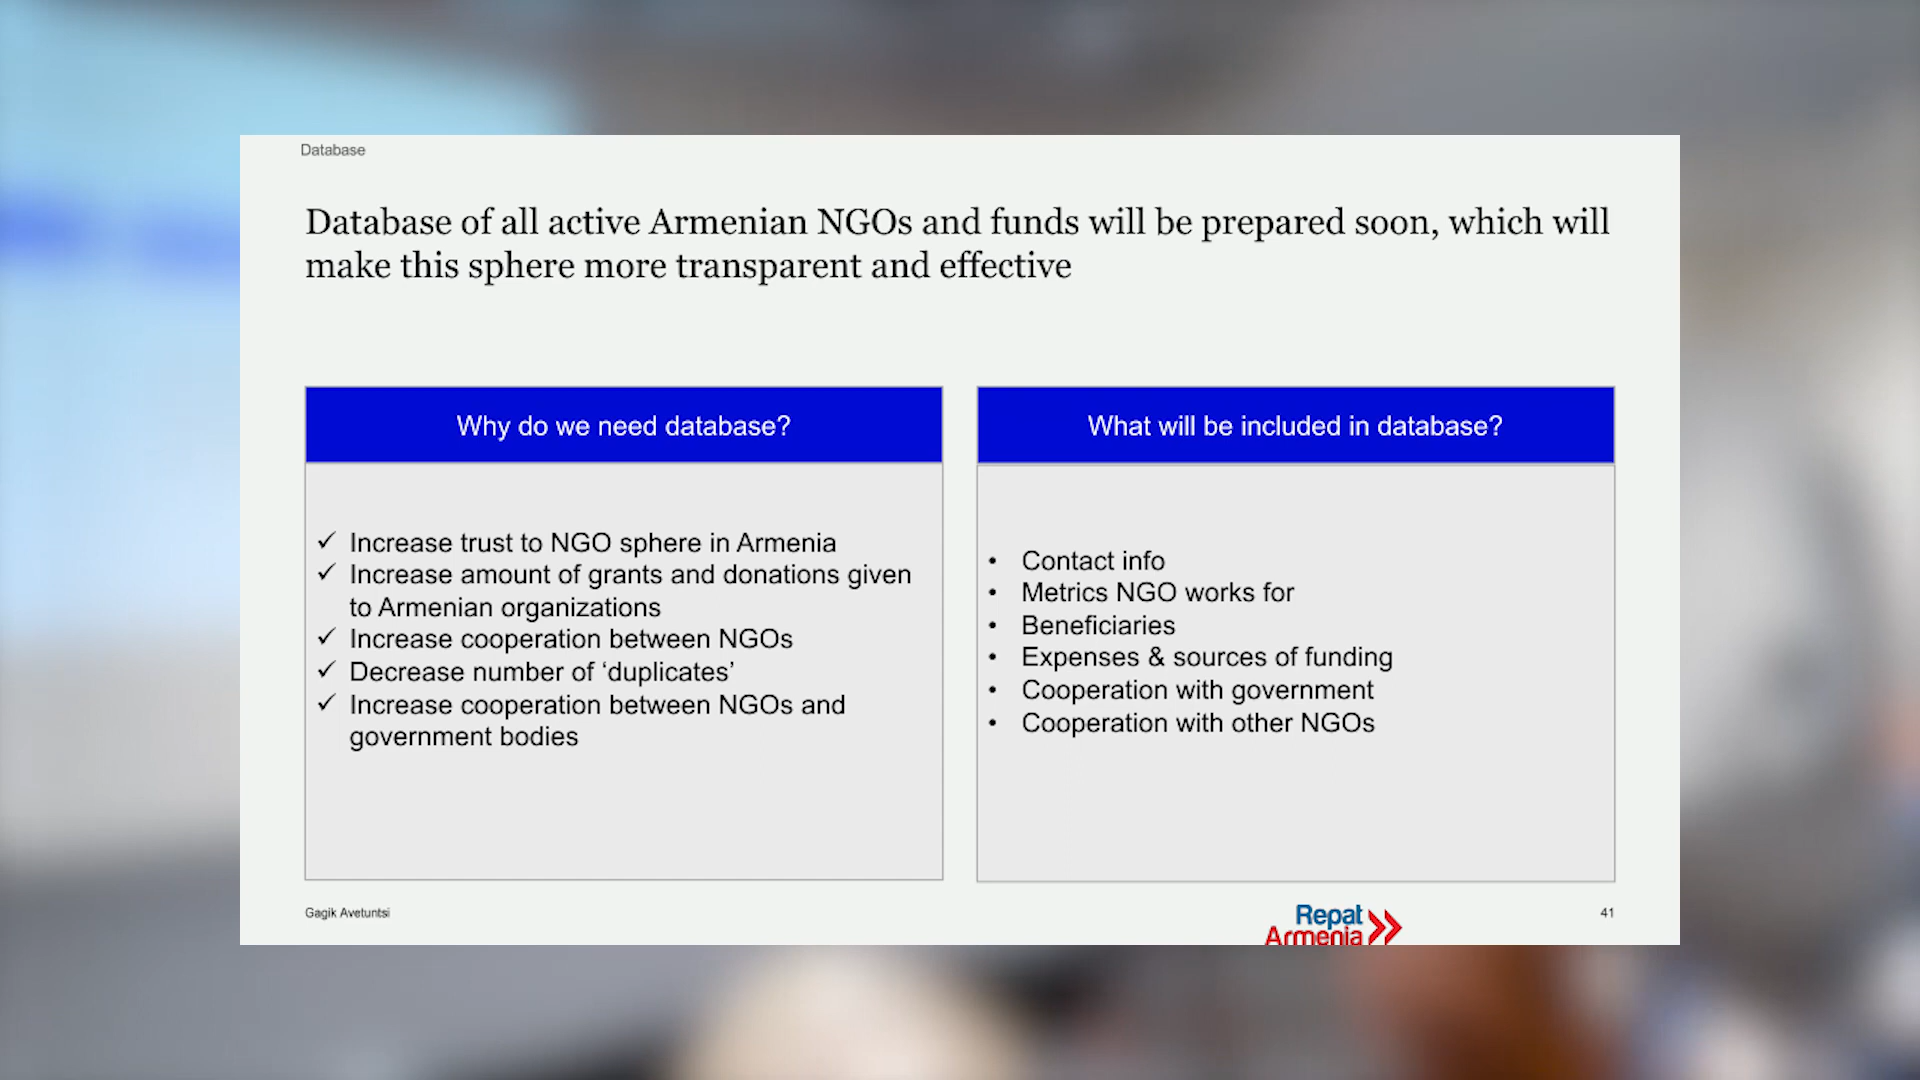 Database
Database of all active Armenian NGOs and funds will be prepared soon, which will
make this sphere more transparent and effective
Why do we need database?
✓ Increase trust to NGO sphere in Armenia
✓ Increase amount of grants and donations given
to Armenian organizations
✓ Increase cooperation between NGOs
✓ Decrease number of ‘duplicates’
✓ Increase cooperation between NGOs and
government bodies
What will be included in database?
• Contact info
• Metrics NGO works for
• Beneficiaries
• Expenses & sources of funding
• Cooperation with government
• Cooperation with other NGOs
Gagik Avetuntsi
Repat
Armenia
41